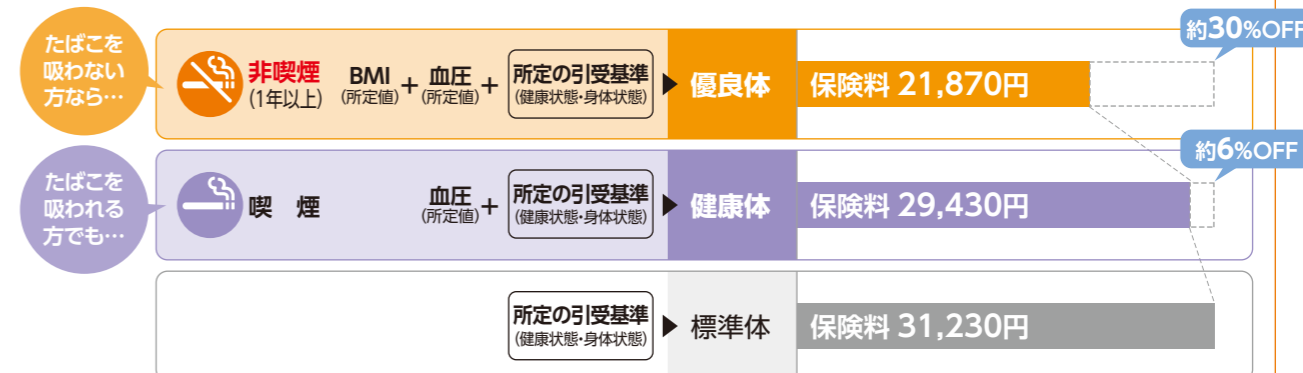 たばこを
吸わない
方なら…
非喫煙
(1年以上)
BMI
(所定値)
+
血圧
(所定値)
+
所定の引受基準
(健康状態・身体状態)
▶
優良体
保険料 21,870円
約30%OFF
たばこを
吸われる
方でも…
喫 煙
血圧
(所定値)
+
所定の引受基準
(健康状態・身体状態)
▶
健康体
保険料 29,430円
約6%OFF
所定の引受基準
(健康状態・身体状態)
▶
標準体
保険料 31,230円